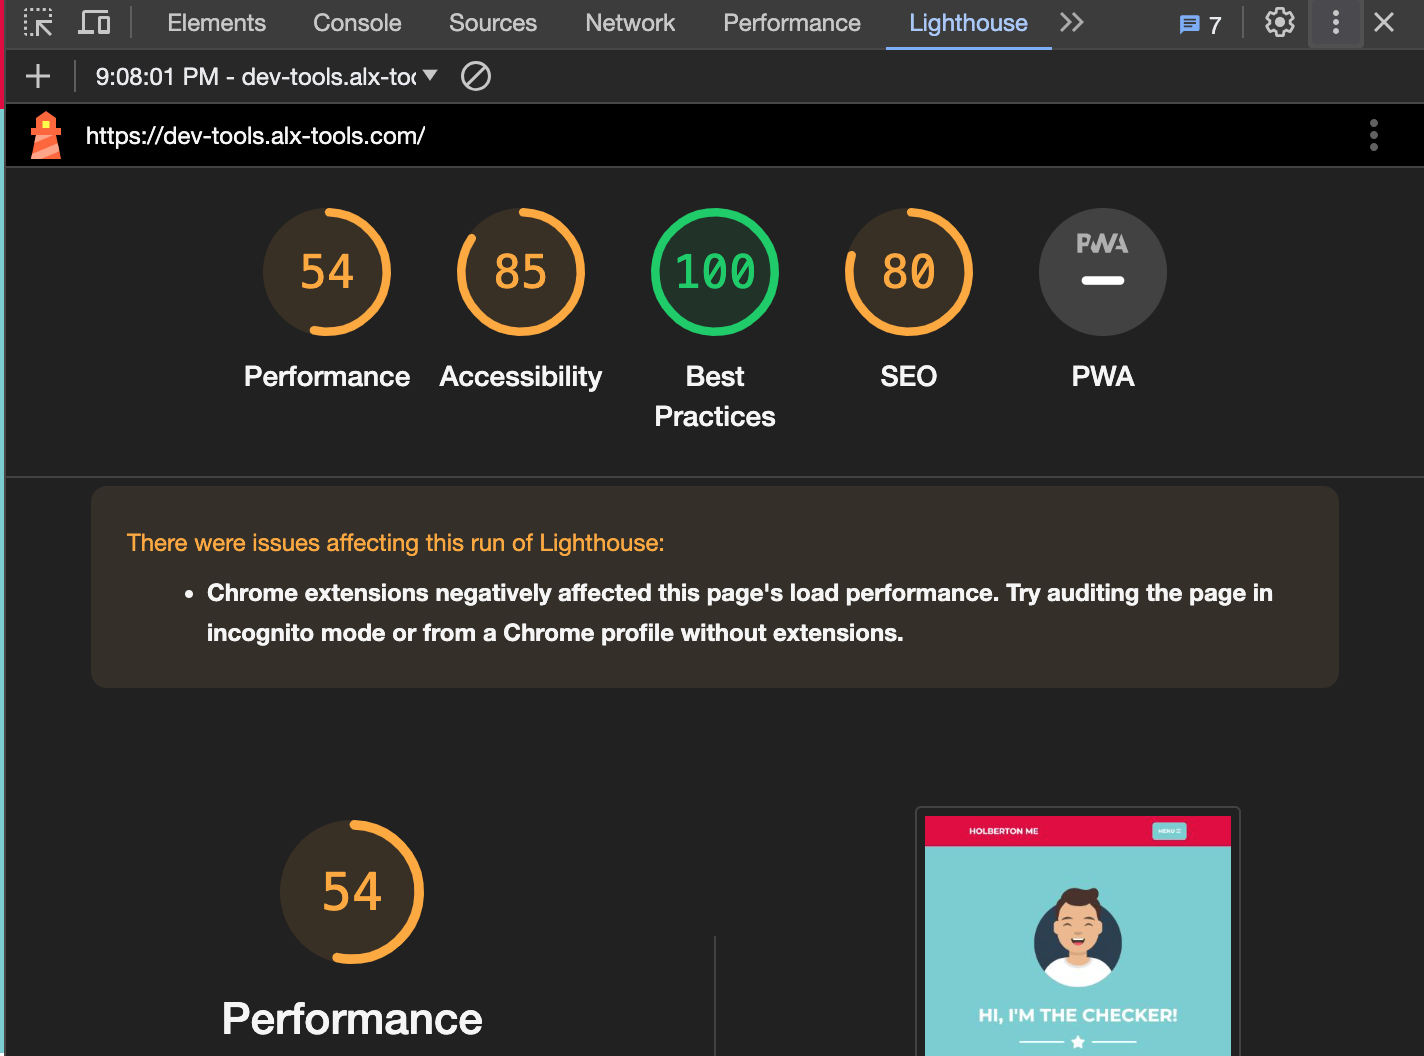 Elements Console Sources Network Performance Lighthouse 7
9:08:01 PM - dev-tools.alx-too
https://dev-tools.alx-tools.com/
54 85 100 80 PWA
Performance Accessibility Best Practices SEO PWA
There were issues affecting this run of Lighthouse:
• Chrome extensions negatively affected this page's load performance. Try auditing the page in
incognito mode or from a Chrome profile without extensions.
54
Performance
HOLBERTON ME MENU
HI, I'M THE CHECKER!